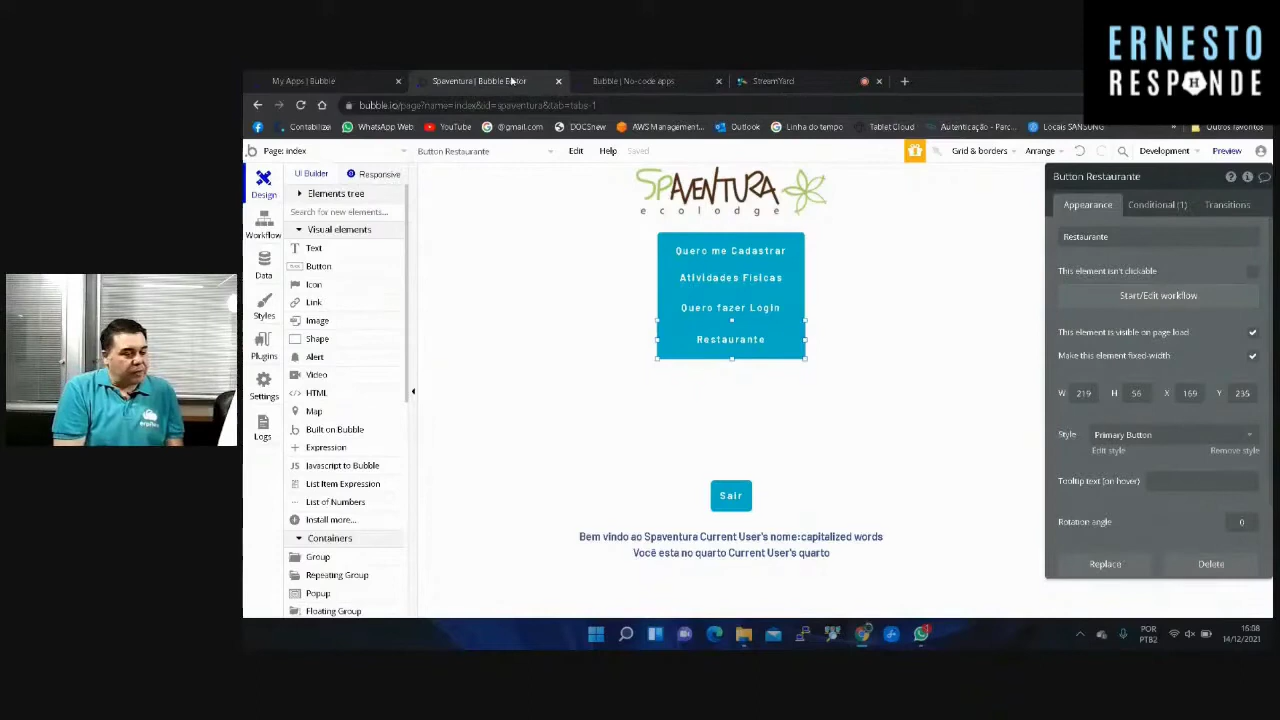 ERNESTO
RESPONDE
My Apps | Bubble
Spaventura | Bubble Editor
Bubble | No-code apps
StreamYard
bubble.io/page?name=index&id=spaventura&tab=tabs-1
Contabiliza
WhatsApp Web
YouTube
@gmail.com
DOCSnew
AWS Management...
Outlook
Linha do tempo
Tablet Cloud
Autenticação - Parc...
Locais SANSUNG
»
Outros favoritos
Page: index
Button Restaurante
Edit
Help
Saved
Grid & borders
Arrange
Development
Preview
Design
Workflow
Data
Styles
Plugins
Settings
Logs
UI Builder
Responsive
Elements tree
Search for new elements...
Visual elements
Text
Button
Icon
Link
Image
Shape
Alert
Video
HTML
Map
Built on Bubble
Expression
Javascript to Bubble
List Item Expression
List of Numbers
Install more...
Containers
Group
Repeating Group
Popup
Floating Group
SPAVENTURA
ecolodge
Quero me Cadastrar
Atividades Fisicas
Quero fazer Login
Restaurante
Sair
Bem vindo ao Spaventura Current User's nome:capitalized words
Você esta no quarto Current User's quarto
Button Restaurante
Appearance
Conditional (1)
Transitions
Restaurante
This element isn't clickable
Start/Edit workflow
This element is visible on page load
Make this element fixed-width
W 219 H 56 X 169 Y 235
Style
Primary Button
Edit style
Remove style
Tooltip text (on hover)
Rotation angle
0
Replace
Delete
POR
PTB2
16:08
14/12/2021